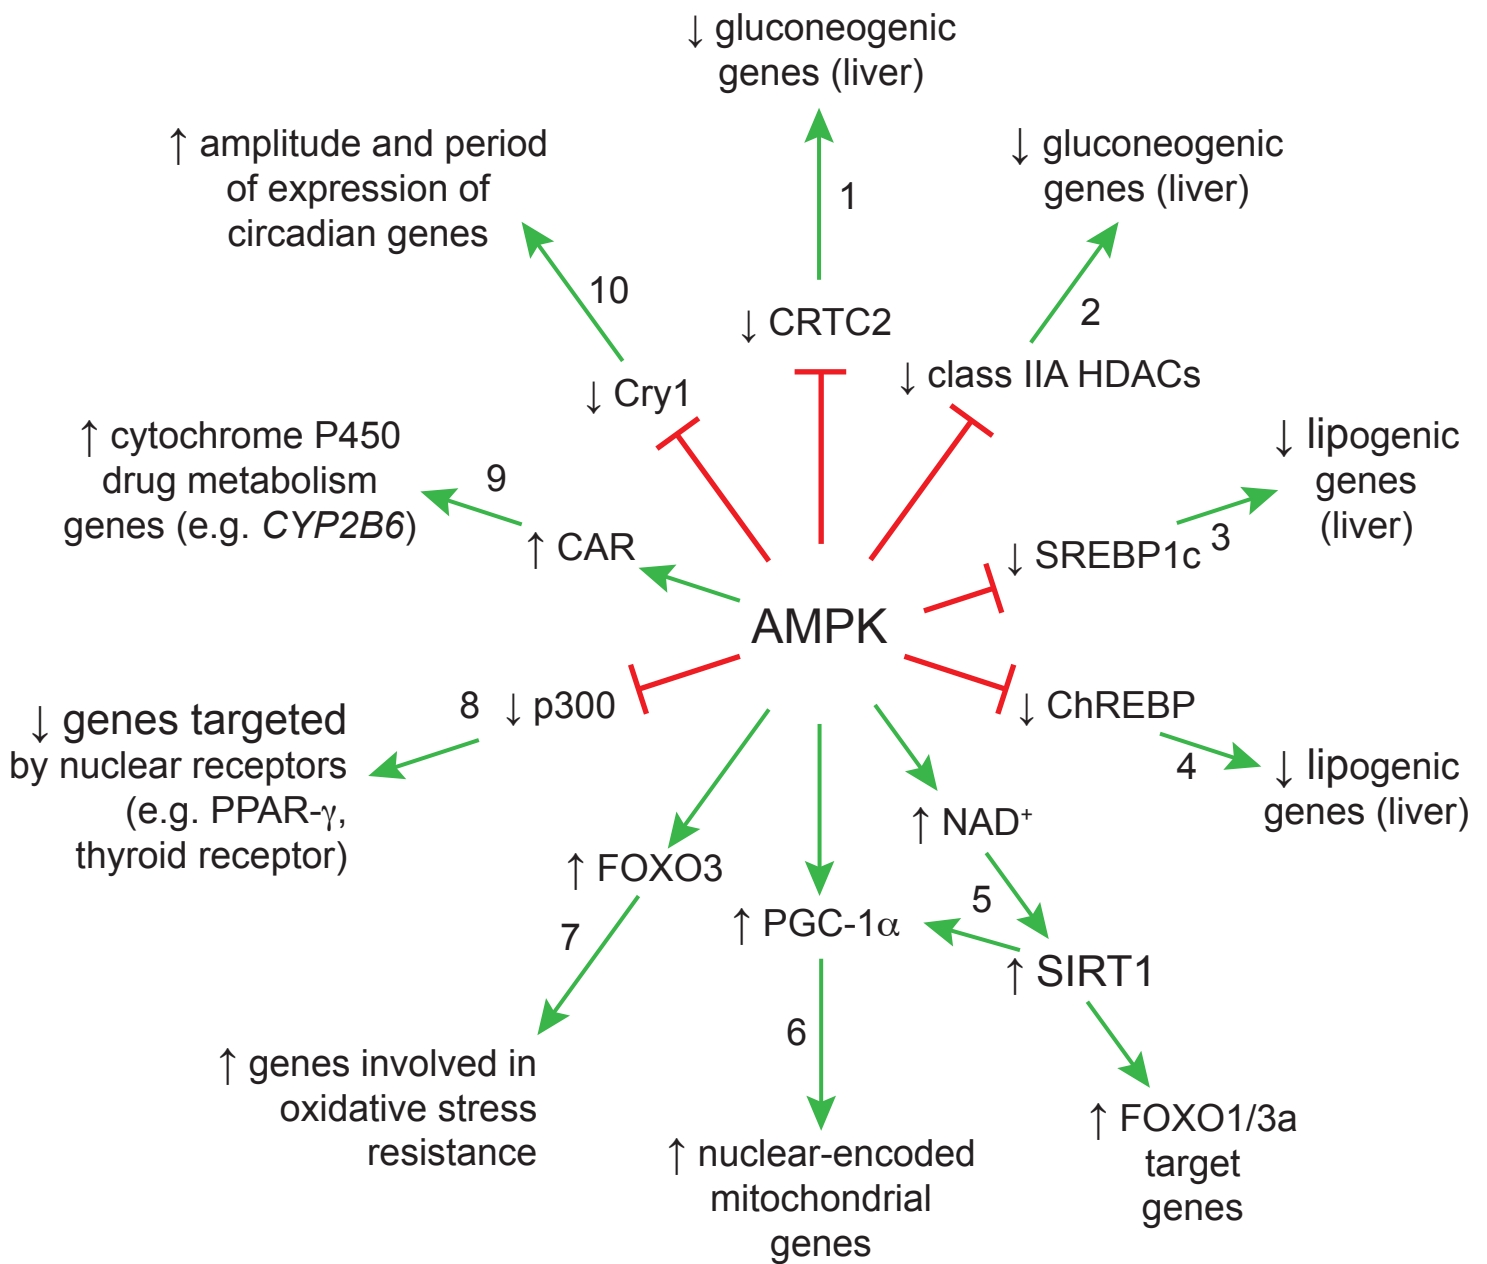 ↓ gluconeogenic
genes (liver)
1
↓ gluconeogenic
genes (liver)
2
↑ amplitude and period
of expression of
circadian genes
10
↓ CRTC2
↓ class IIA HDACs
↓ Cry1
↑ cytochrome P450
drug metabolism
genes (e.g. CYP2B6)
9
↑ CAR
↓ lipogenic
genes
(liver)
3
↓ SREBP1c
AMPK
↓ genes targeted
by nuclear receptors
(e.g. PPAR-γ,
thyroid receptor)
8
↓ p300
↓ ChREBP
4
↓ lipogenic
genes (liver)
↑ NAD⁺
↑ FOXO3
5
↑ PGC-1α
7
↑ SIRT1
6
↑ genes involved in
oxidative stress
resistance
↑ nuclear-encoded
mitochondrial
genes
↑ FOXO1/3a
target
genes